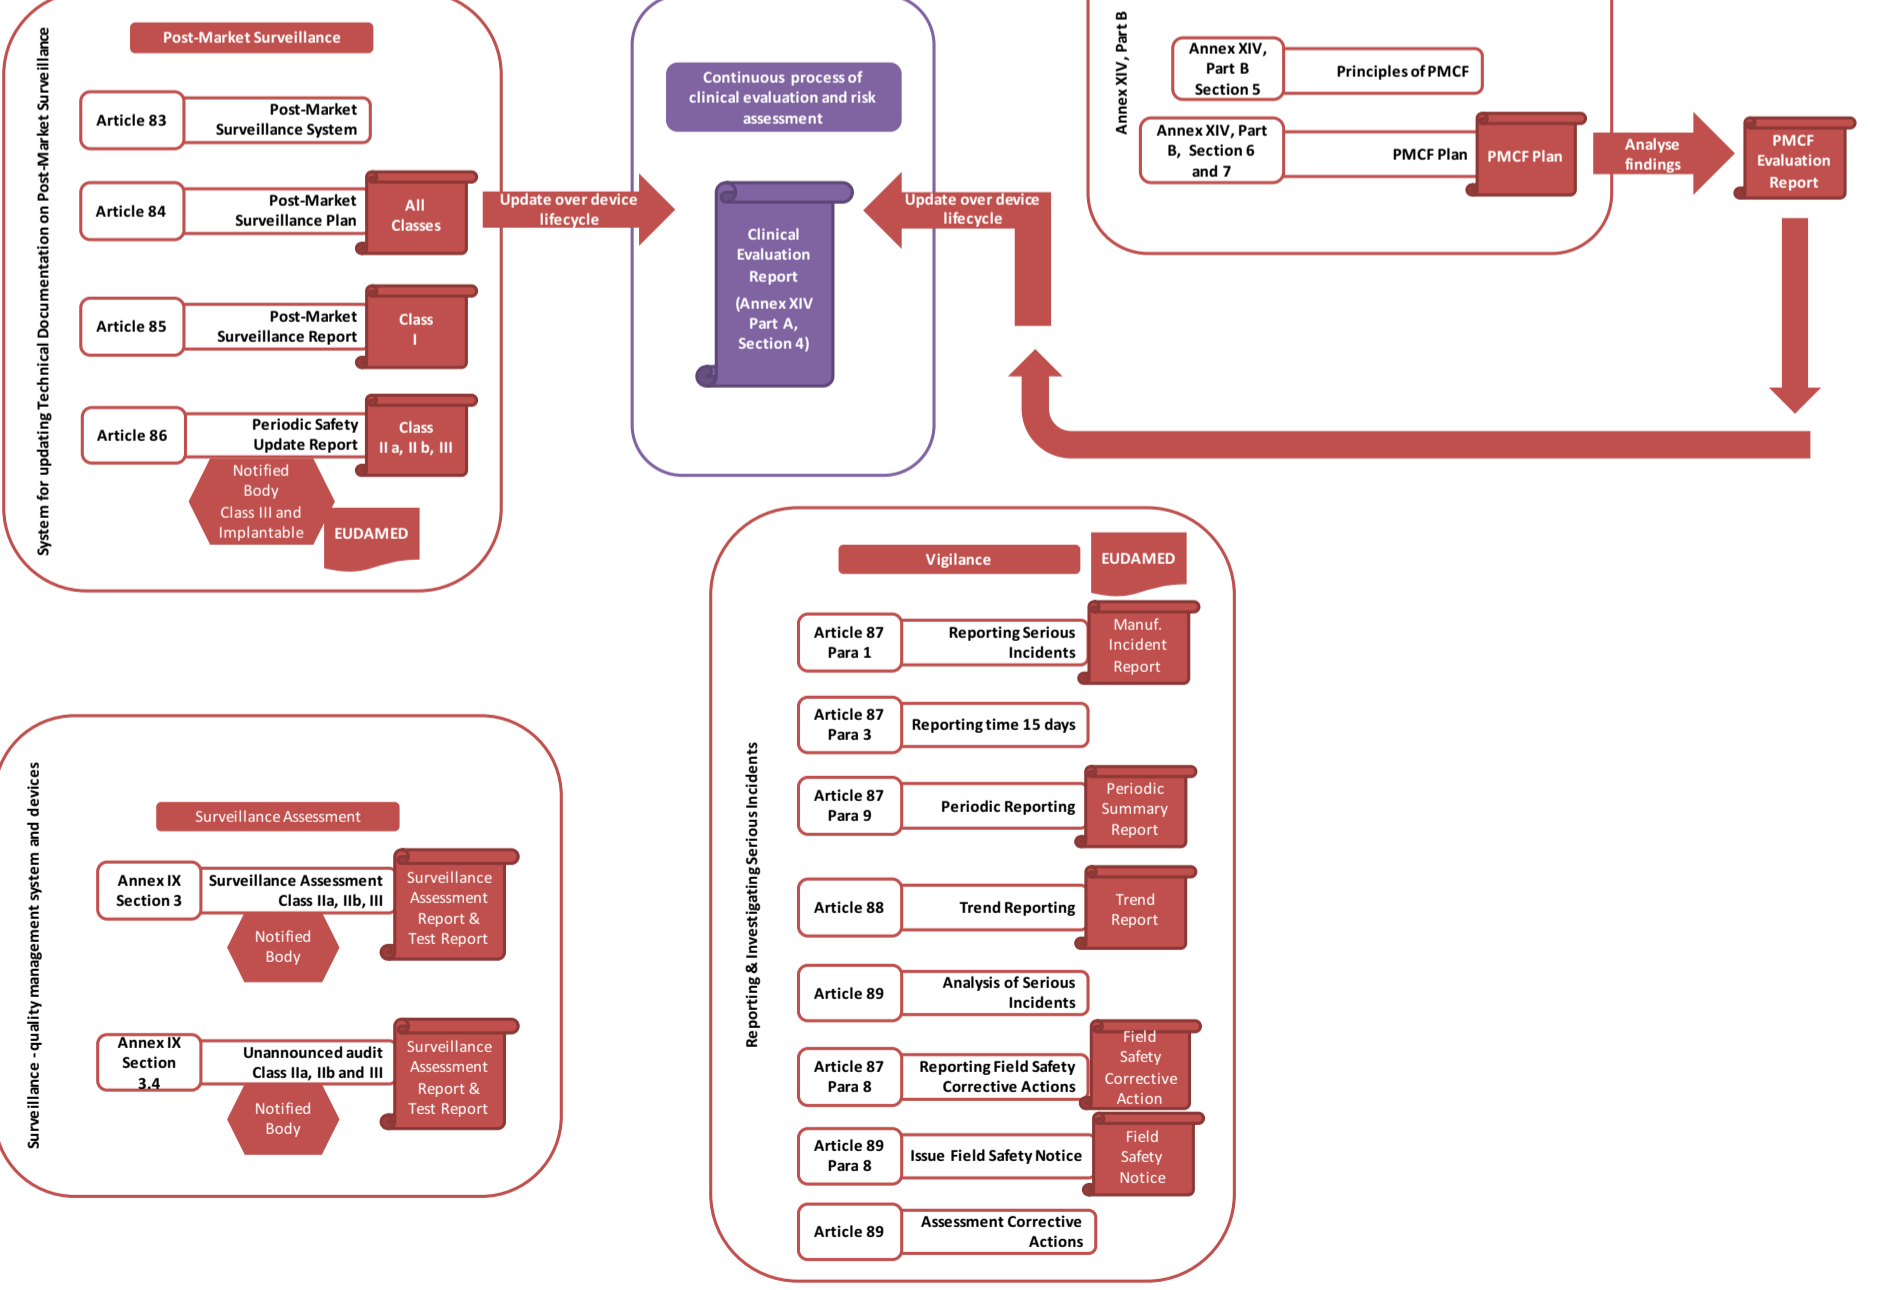 System for updating Technical Documentation on Post-Market Surveillance
Post-Market Surveillance
Article 83
Post-Market
Surveillance System
Article 84
Post-Market
Surveillance Plan
All
Classes
Article 85
Post-Market
Surveillance Report
Class
I
Article 86
Periodic Safety
Update Report
Class
II a, II b, III
Notified
Body
Class III and
Implantable
EUDAMED
Update over device
lifecycle
Continuous process of
clinical evaluation and risk
assessment
Clinical
Evaluation
Report
(Annex XIV
Part A,
Section 4)
Update over device
lifecycle
Annex XIV, Part B
Annex XIV,
Part B
Section 5
Principles of PMCF
Annex XIV, Part
B, Section 6
and 7
PMCF Plan
PMCF Plan
Analyse
findings
PMCF
Evaluation
Report
Surveillance -quality management system and devices
Surveillance Assessment
Annex IX
Section 3
Surveillance Assessment
Class IIa, IIb, III
Surveillance
Assessment
Report &
Test Report
Notified
Body
Annex IX
Section
3.4
Unannounced audit
Class IIa, IIb and III
Surveillance
Assessment
Report &
Test Report
Notified
Body
Reporting & Investigating Serious Incidents
Vigilance
EUDAMED
Article 87
Para 1
Reporting Serious
Incidents
Manuf.
Incident
Report
Article 87
Para 3
Reporting time 15 days
Article 87
Para 9
Periodic Reporting
Periodic
Summary
Report
Article 88
Trend Reporting
Trend
Report
Article 89
Analysis of Serious
Incidents
Article 87
Para 8
Reporting Field Safety
Corrective Actions
Field
Safety
Corrective
Action
Article 89
Para 8
Issue Field Safety Notice
Field
Safety
Notice
Article 89
Assessment Corrective
Actions